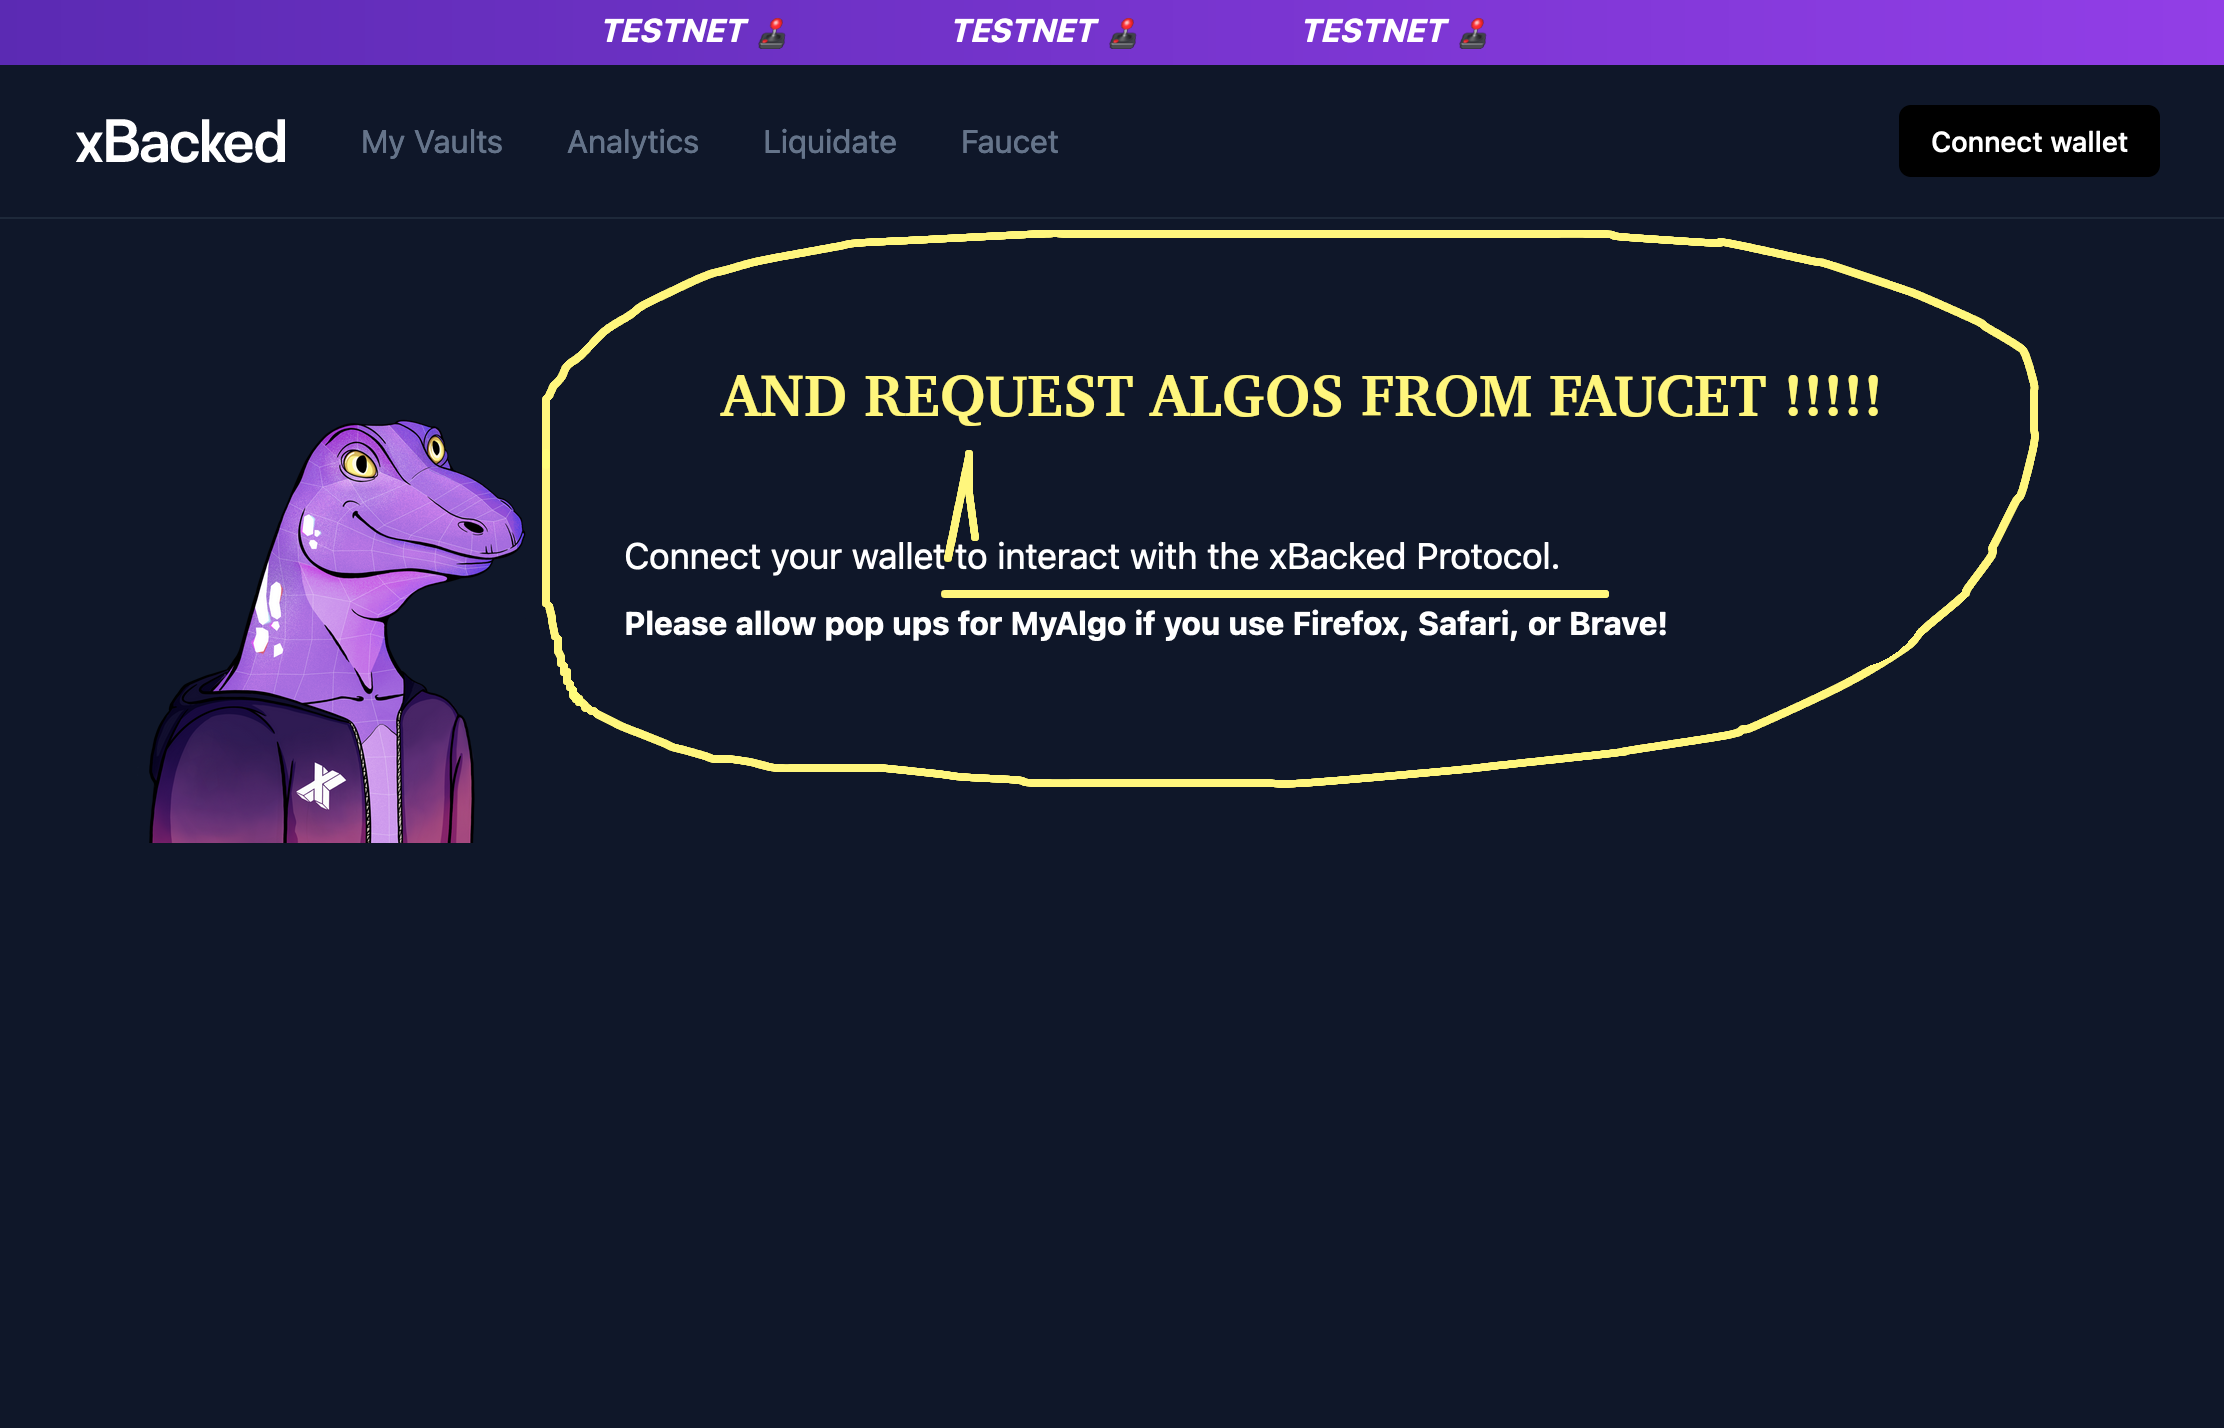 TESTNET 🕹️ TESTNET 🕹️ TESTNET 🕹️
xBacked My Vaults Analytics Liquidate Faucet Connect wallet
AND REQUEST ALGOS FROM FAUCET !!!!!
Connect your wallet to interact with the xBacked Protocol.
Please allow pop ups for MyAlgo if you use Firefox, Safari, or Brave!